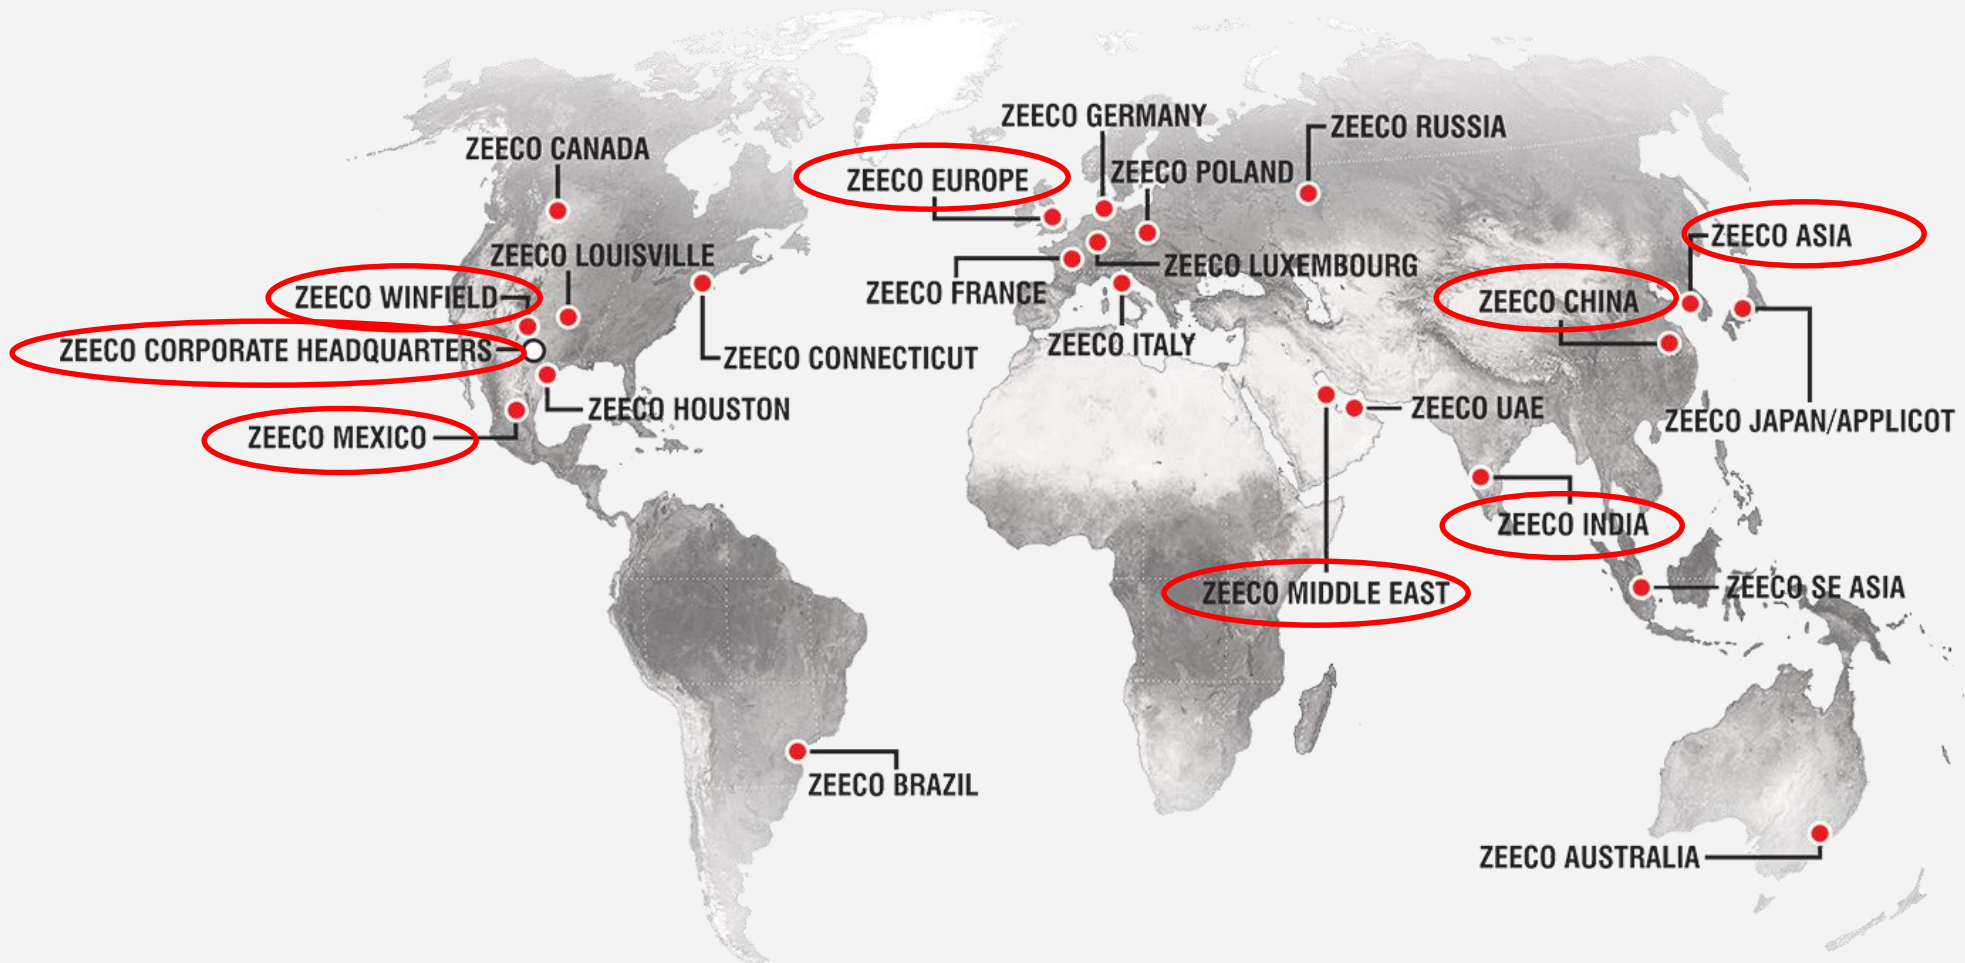 ZEECO GERMANY
ZEECO RUSSIA
ZEECO CANADA
ZEECO EUROPE
ZEECO POLAND
ZEECO ASIA
ZEECO LOUISVILLE
ZEECO LUXEMBOURG
ZEECO WINFIELD
ZEECO FRANCE
ZEECO CHINA
ZEECO CORPORATE HEADQUARTERS
ZEECO ITALY
ZEECO CONNECTICUT
ZEECO HOUSTON
ZEECO UAE
ZEECO JAPAN/APPLICOT
ZEECO MEXICO
ZEECO INDIA
ZEECO MIDDLE EAST
ZEECO SE ASIA
ZEECO BRAZIL
ZEECO AUSTRALIA